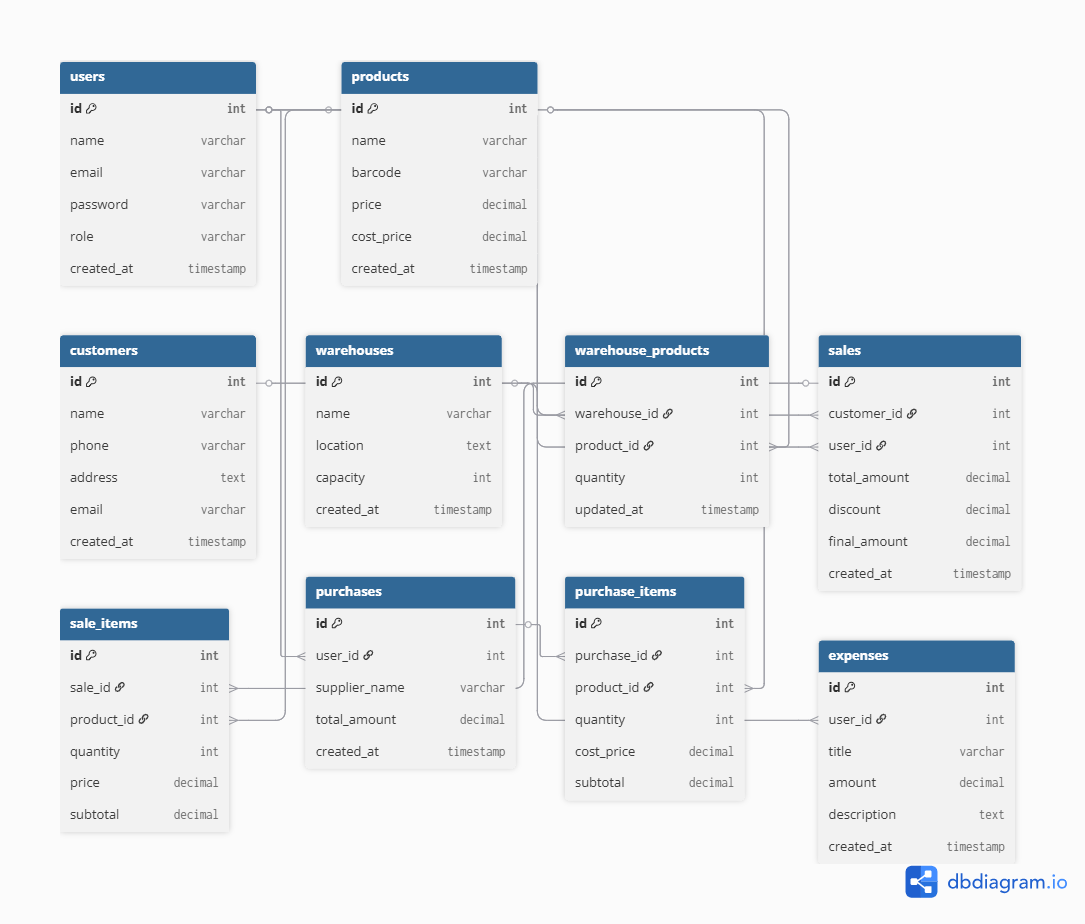 users
id int
name varchar
email varchar
password varchar
role varchar
created_at timestamp
products
id int
name varchar
barcode varchar
price decimal
cost_price decimal
created_at timestamp
customers
id int
name varchar
phone varchar
address text
email varchar
created_at timestamp
warehouses
id int
name varchar
location text
capacity int
created_at timestamp
warehouse_products
id int
warehouse_id int
product_id int
quantity int
updated_at timestamp
sales
id int
customer_id int
user_id int
total_amount decimal
discount decimal
final_amount decimal
created_at timestamp
sale_items
id int
sale_id int
product_id int
quantity int
price decimal
subtotal decimal
purchases
id int
user_id int
supplier_name varchar
total_amount decimal
created_at timestamp
purchase_items
id int
purchase_id int
product_id int
quantity int
cost_price decimal
subtotal decimal
expenses
id int
user_id int
title varchar
amount decimal
description text
created_at timestamp
dbdiagram.io